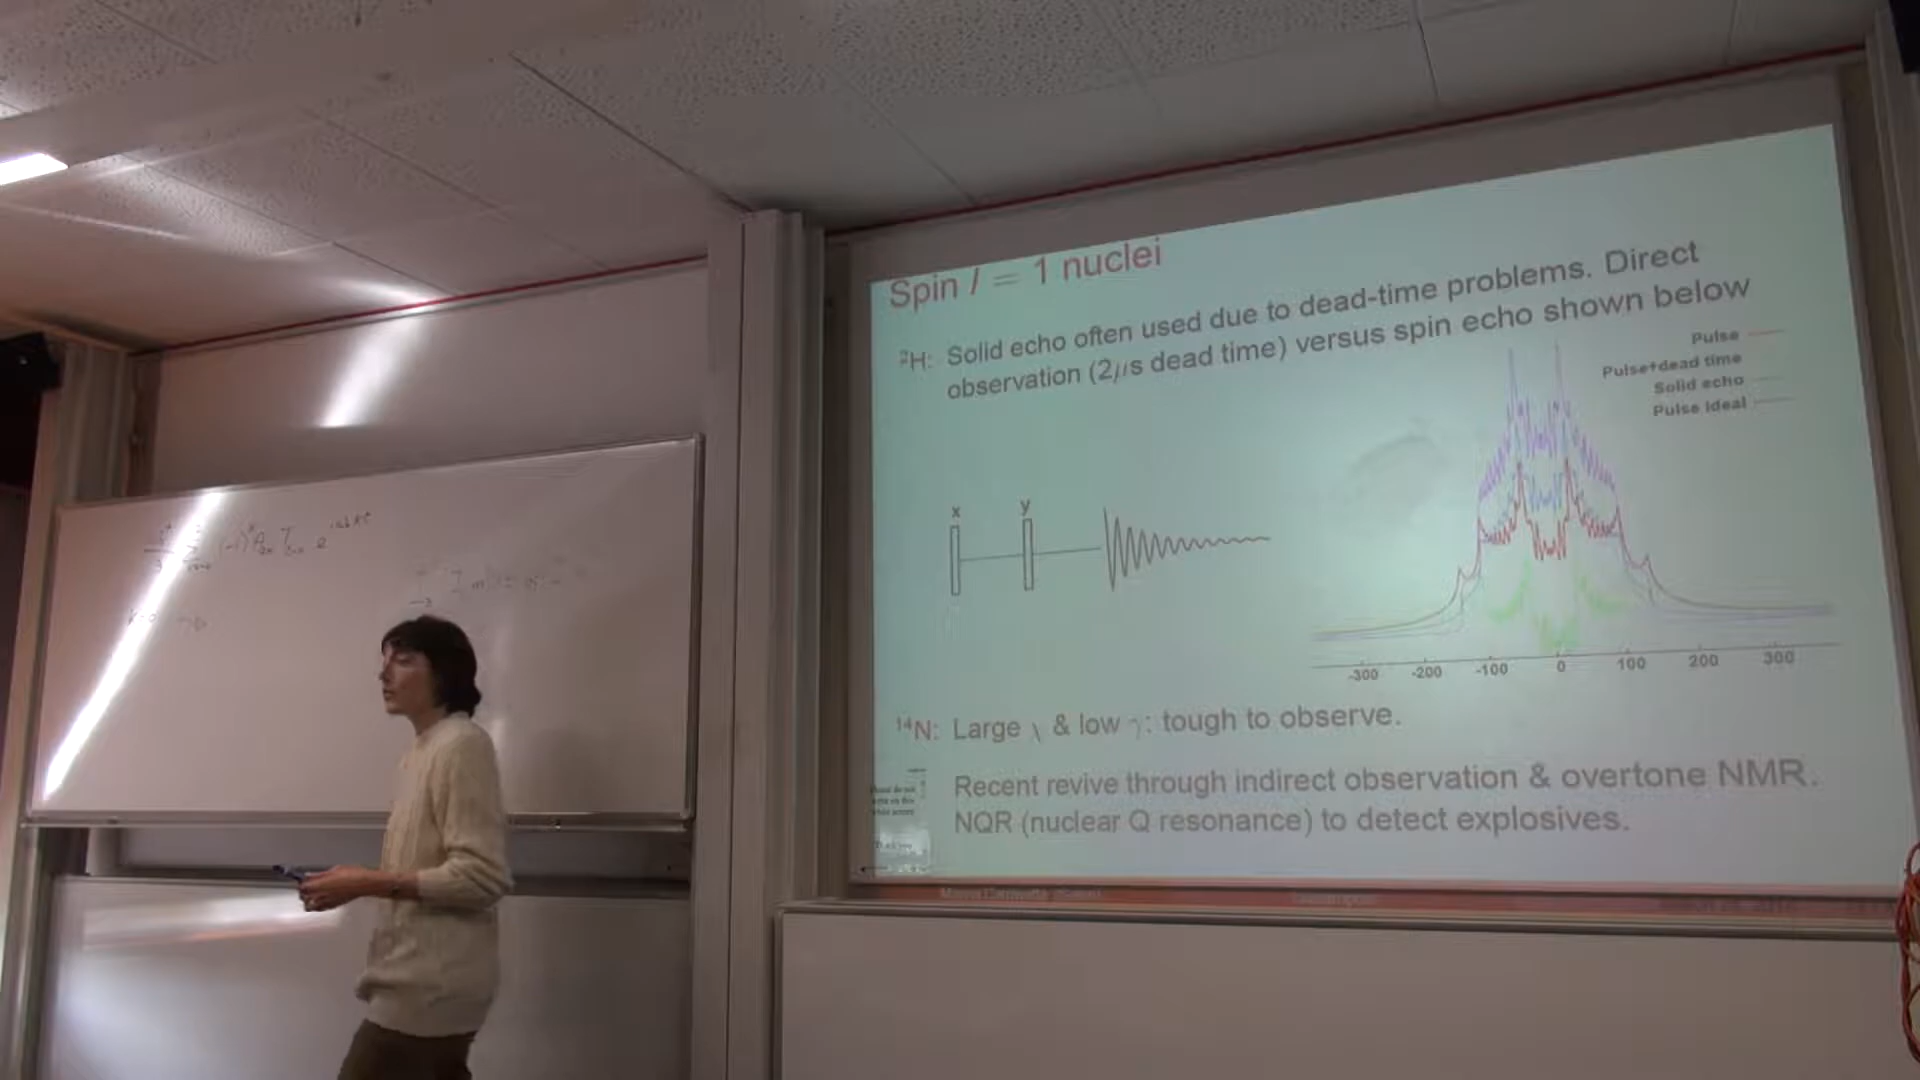 Spin I = 1 nuclei
²H: Solid echo often used due to dead-time problems. Direct
observation (2μs dead time) versus spin echo shown below
Pulse
Pulse+dead time
Solid echo
Pulse ideal
x
y
-300 -200 -100 0 100 200 300
¹⁴N: Large χ & low γ: tough to observe.
Recent revive through indirect observation & overtone NMR.
NQR (nuclear Q resonance) to detect explosives.